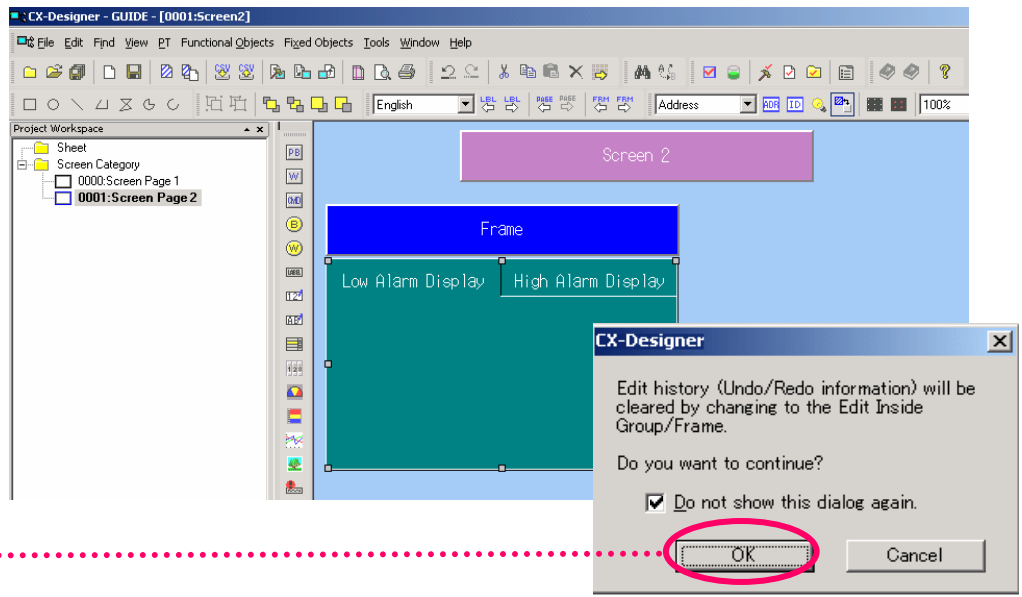 CX-Designer - GUIDE - [0001:Screen2]
File Edit Find View PT Functional Objects Fixed Objects Tools Window Help
English
Address
ADR
ID
100%
Project Workspace
Sheet
Screen Category
0000:Screen Page 1
0001:Screen Page 2
PB
W
B
W
Screen 2
Frame
Low Alarm Display
High Alarm Display
CX-Designer
Edit history (Undo/Redo information) will be
cleared by changing to the Edit Inside
Group/Frame.
Do you want to continue?
Do not show this dialog again.
OK
Cancel